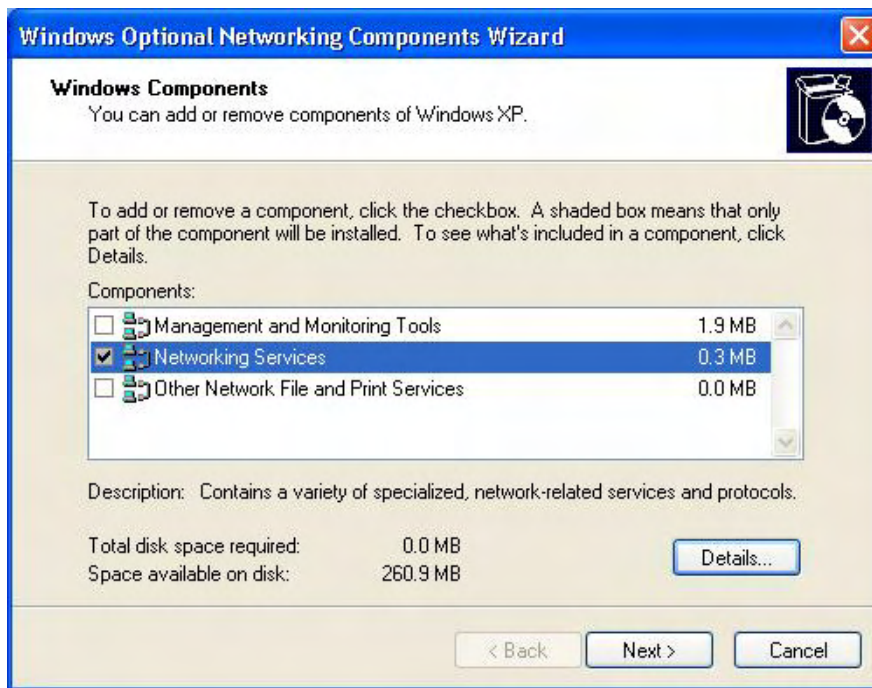 Windows Optional Networking Components Wizard
Windows Components
You can add or remove components of Windows XP.
To add or remove a component, click the checkbox. A shaded box means that only
part of the component will be installed. To see what's included in a component, click
Details.
Components:
Management and Monitoring Tools 1.9 MB
Networking Services 0.3 MB
Other Network File and Print Services 0.0 MB
Description: Contains a variety of specialized, network-related services and protocols.
Total disk space required: 0.0 MB
Space available on disk: 260.9 MB
Details...
< Back Next > Cancel